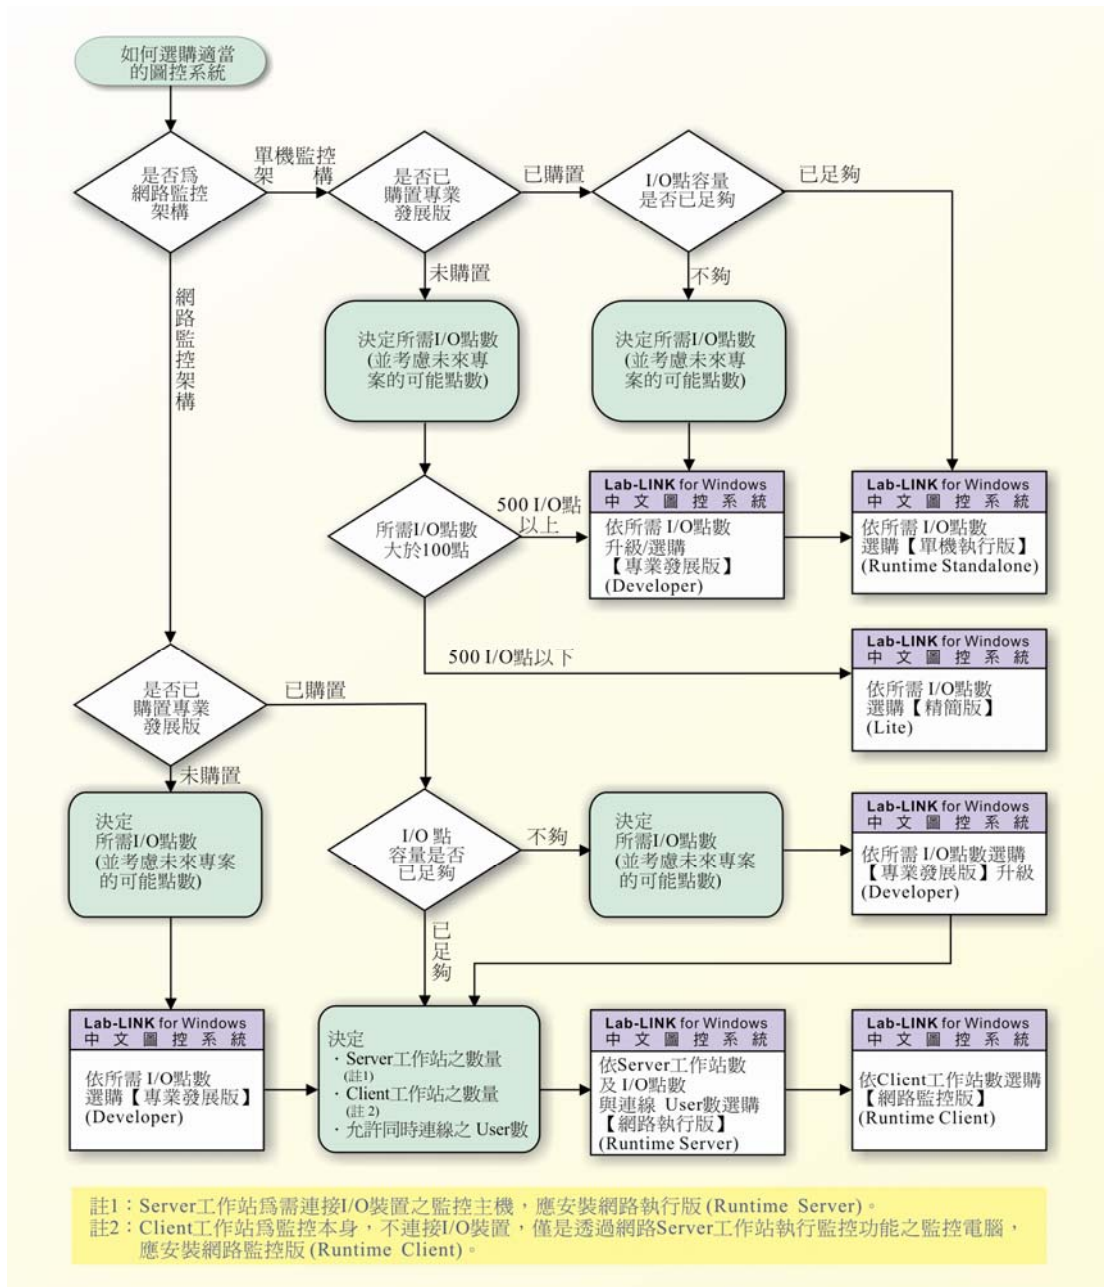 如何選購適當
的圖控系統
是否為
網路監控
架構
單機監控
架　　構
是否已
購置專業
發展版
已購置
I/O點容量
是否已足夠
已足夠
未購置
不夠
網路監控架構
決定所需I/O點數
(並考慮未來專
案的可能點數)
決定所需I/O點數
(並考慮未來專
案的可能點數)
所需I/O點數
大於100點
500 I/O點
以上
Lab-LINK for Windows
中 文 圖 控 系 統
依所需 I/O點數
升級/選購
【專業發展版】
(Developer)
Lab-LINK for Windows
中 文 圖 控 系 統
依所需 I/O點數
選購【單機執行版】
(Runtime Standalone)
500 I/O點以下
Lab-LINK for Windows
中 文 圖 控 系 統
依所需 I/O點數
選購【精簡版】
(Lite)
是否已
購置專業
發展版
已購置
未購置
決定
所需I/O點數
(並考慮未來專案
的可能點數)
I/O 點
容量是否
已足夠
不夠
決定
所需I/O點數
(並考慮未來專案
的可能點數)
Lab-LINK for Windows
中 文 圖 控 系 統
依所需 I/O點數選購
【專業發展版】升級
(Developer)
已足夠
Lab-LINK for Windows
中 文 圖 控 系 統
依所需 I/O點數
選購【專業發展版】
(Developer)
決定
・Server工作站之數量
(註1)
・Client工作站之數量
(註 2)
・允許同時連線之 User數
Lab-LINK for Windows
中 文 圖 控 系 統
依Server工作站數
及 I/O點數
與連線 User數選購
【網路執行版】
(Runtime Server)
Lab-LINK for Windows
中 文 圖 控 系 統
依Client工作站數選購
【網路監控版】
(Runtime Client)
註1：Server工作站為需連接I/O裝置之監控主機，應安裝網路執行版 (Runtime Server)。
註2：Client工作站為監控本身，不連接I/O裝置，僅是透過網路Server工作站執行監控功能之監控電腦，
應安裝網路監控版 (Runtime Client)。